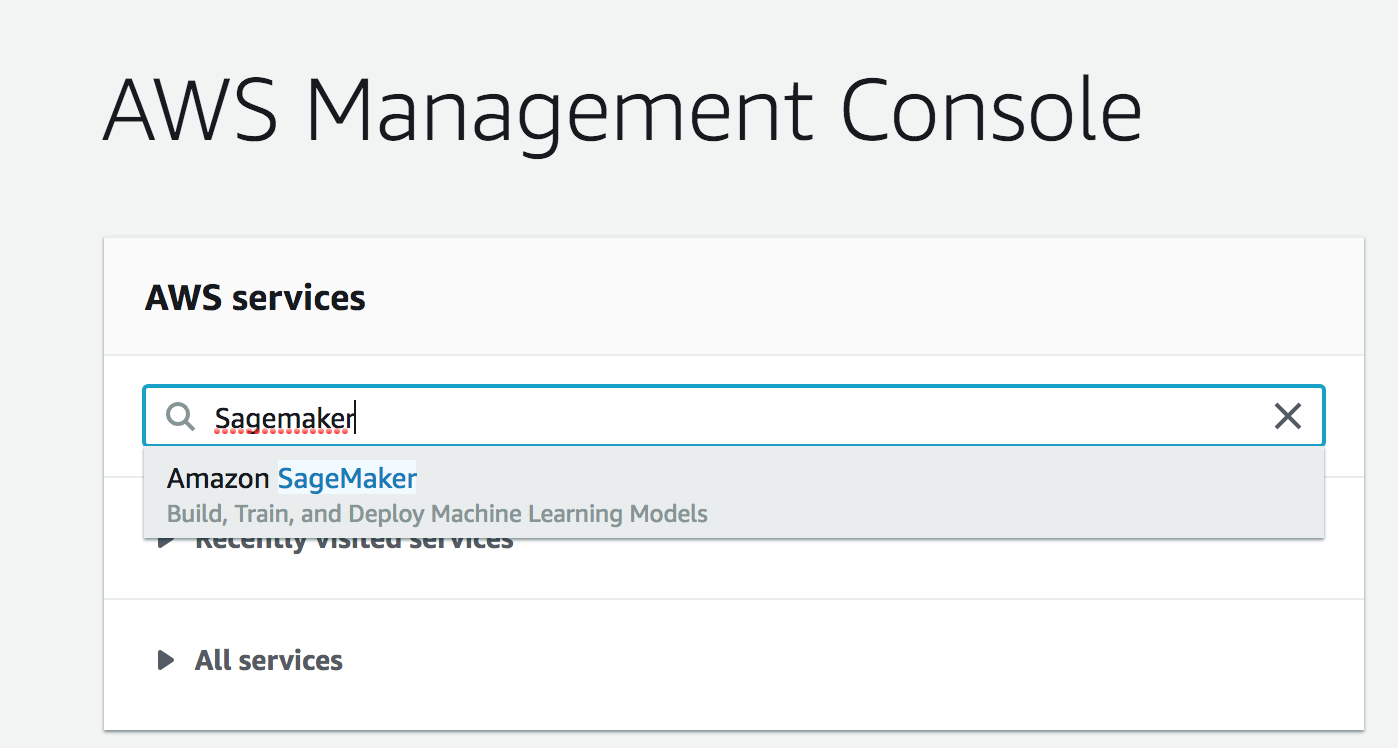 AWS Management Console
AWS services
Sagemaker
Amazon SageMaker
Build, Train, and Deploy Machine Learning Models
Recently visited services
All services